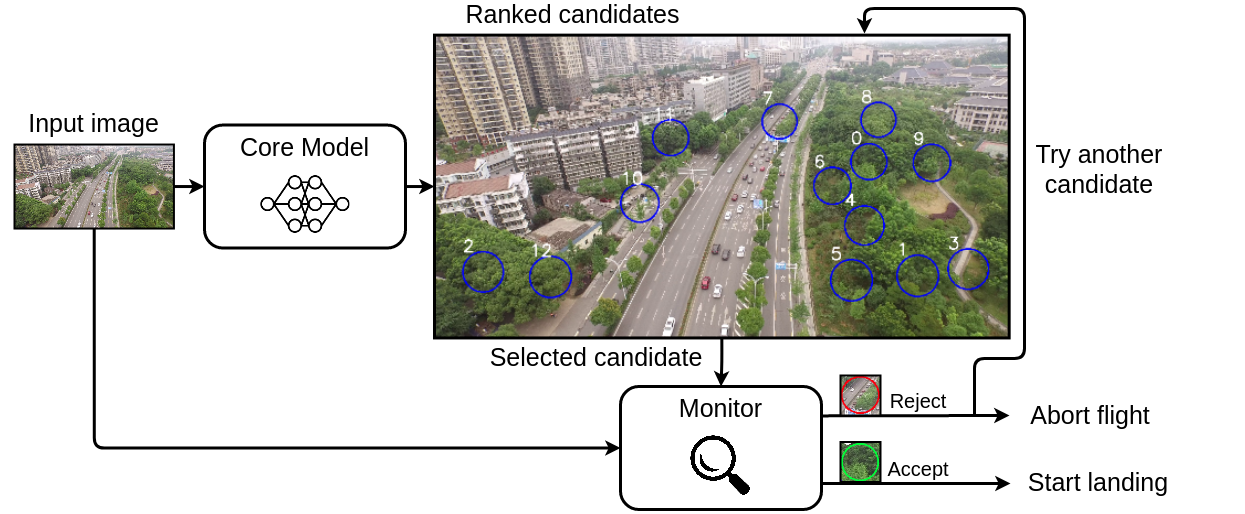 Ranked candidates
Input image
Core Model
11
7
8
0
9
6
10
4
2
12
5
1
3
Try another
candidate
Selected candidate
Monitor
Reject
Abort flight
Accept
Start landing